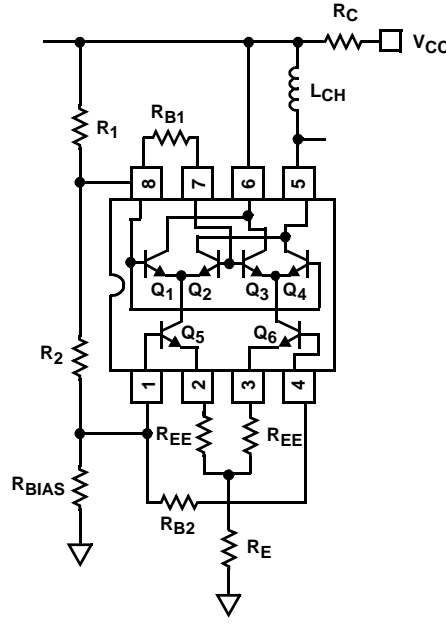 R_C
V_CC
L_CH
R_1
R_B1
8 7 6 5
Q_1 Q_2 Q_3 Q_4
Q_5 Q_6
R_2
1 2 3 4
R_EE R_EE
R_BIAS
R_B2
R_E